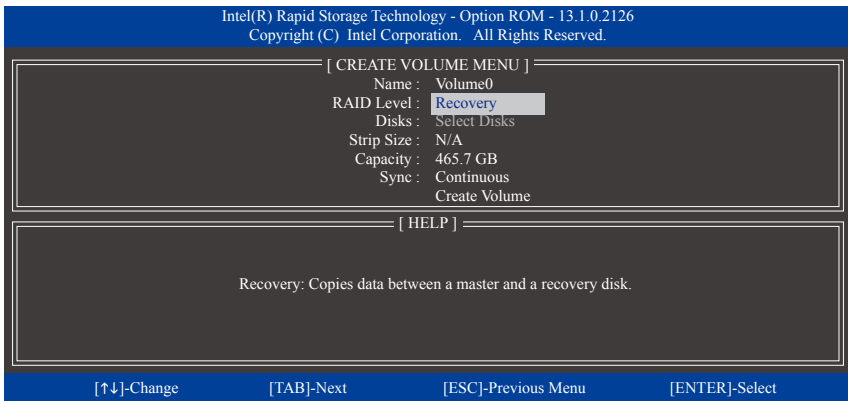 Intel(R) Rapid Storage Technology - Option ROM - 13.1.0.2126
Copyright (C) Intel Corporation. All Rights Reserved.
[ CREATE VOLUME MENU ]
Name : Volume0
RAID Level : Recovery
Disks : Select Disks
Strip Size : N/A
Capacity : 465.7 GB
Sync : Continuous
Create Volume
[ HELP ]
Recovery: Copies data between a master and a recovery disk.
[↑↓]-Change [TAB]-Next [ESC]-Previous Menu [ENTER]-Select